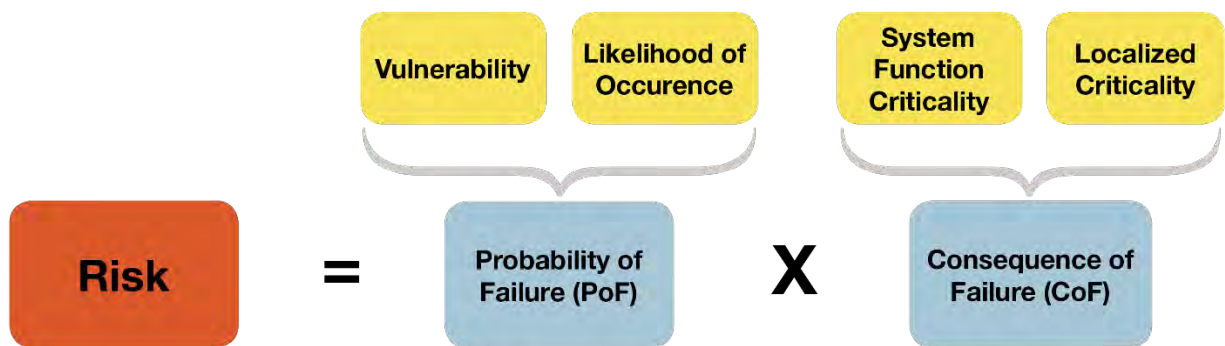 Vulnerability
Likelihood of
Occurence
System
Function
Criticality
Localized
Criticality
Risk
=
Probability of
Failure (PoF)
X
Consequence of
Failure (CoF)